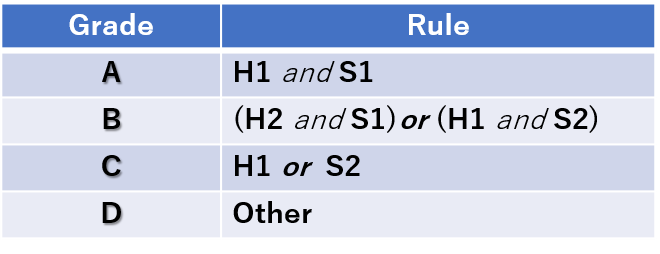 Grade Rule
A H1 and S1
B (H2 and S1) or (H1 and S2)
C H1 or S2
D Other